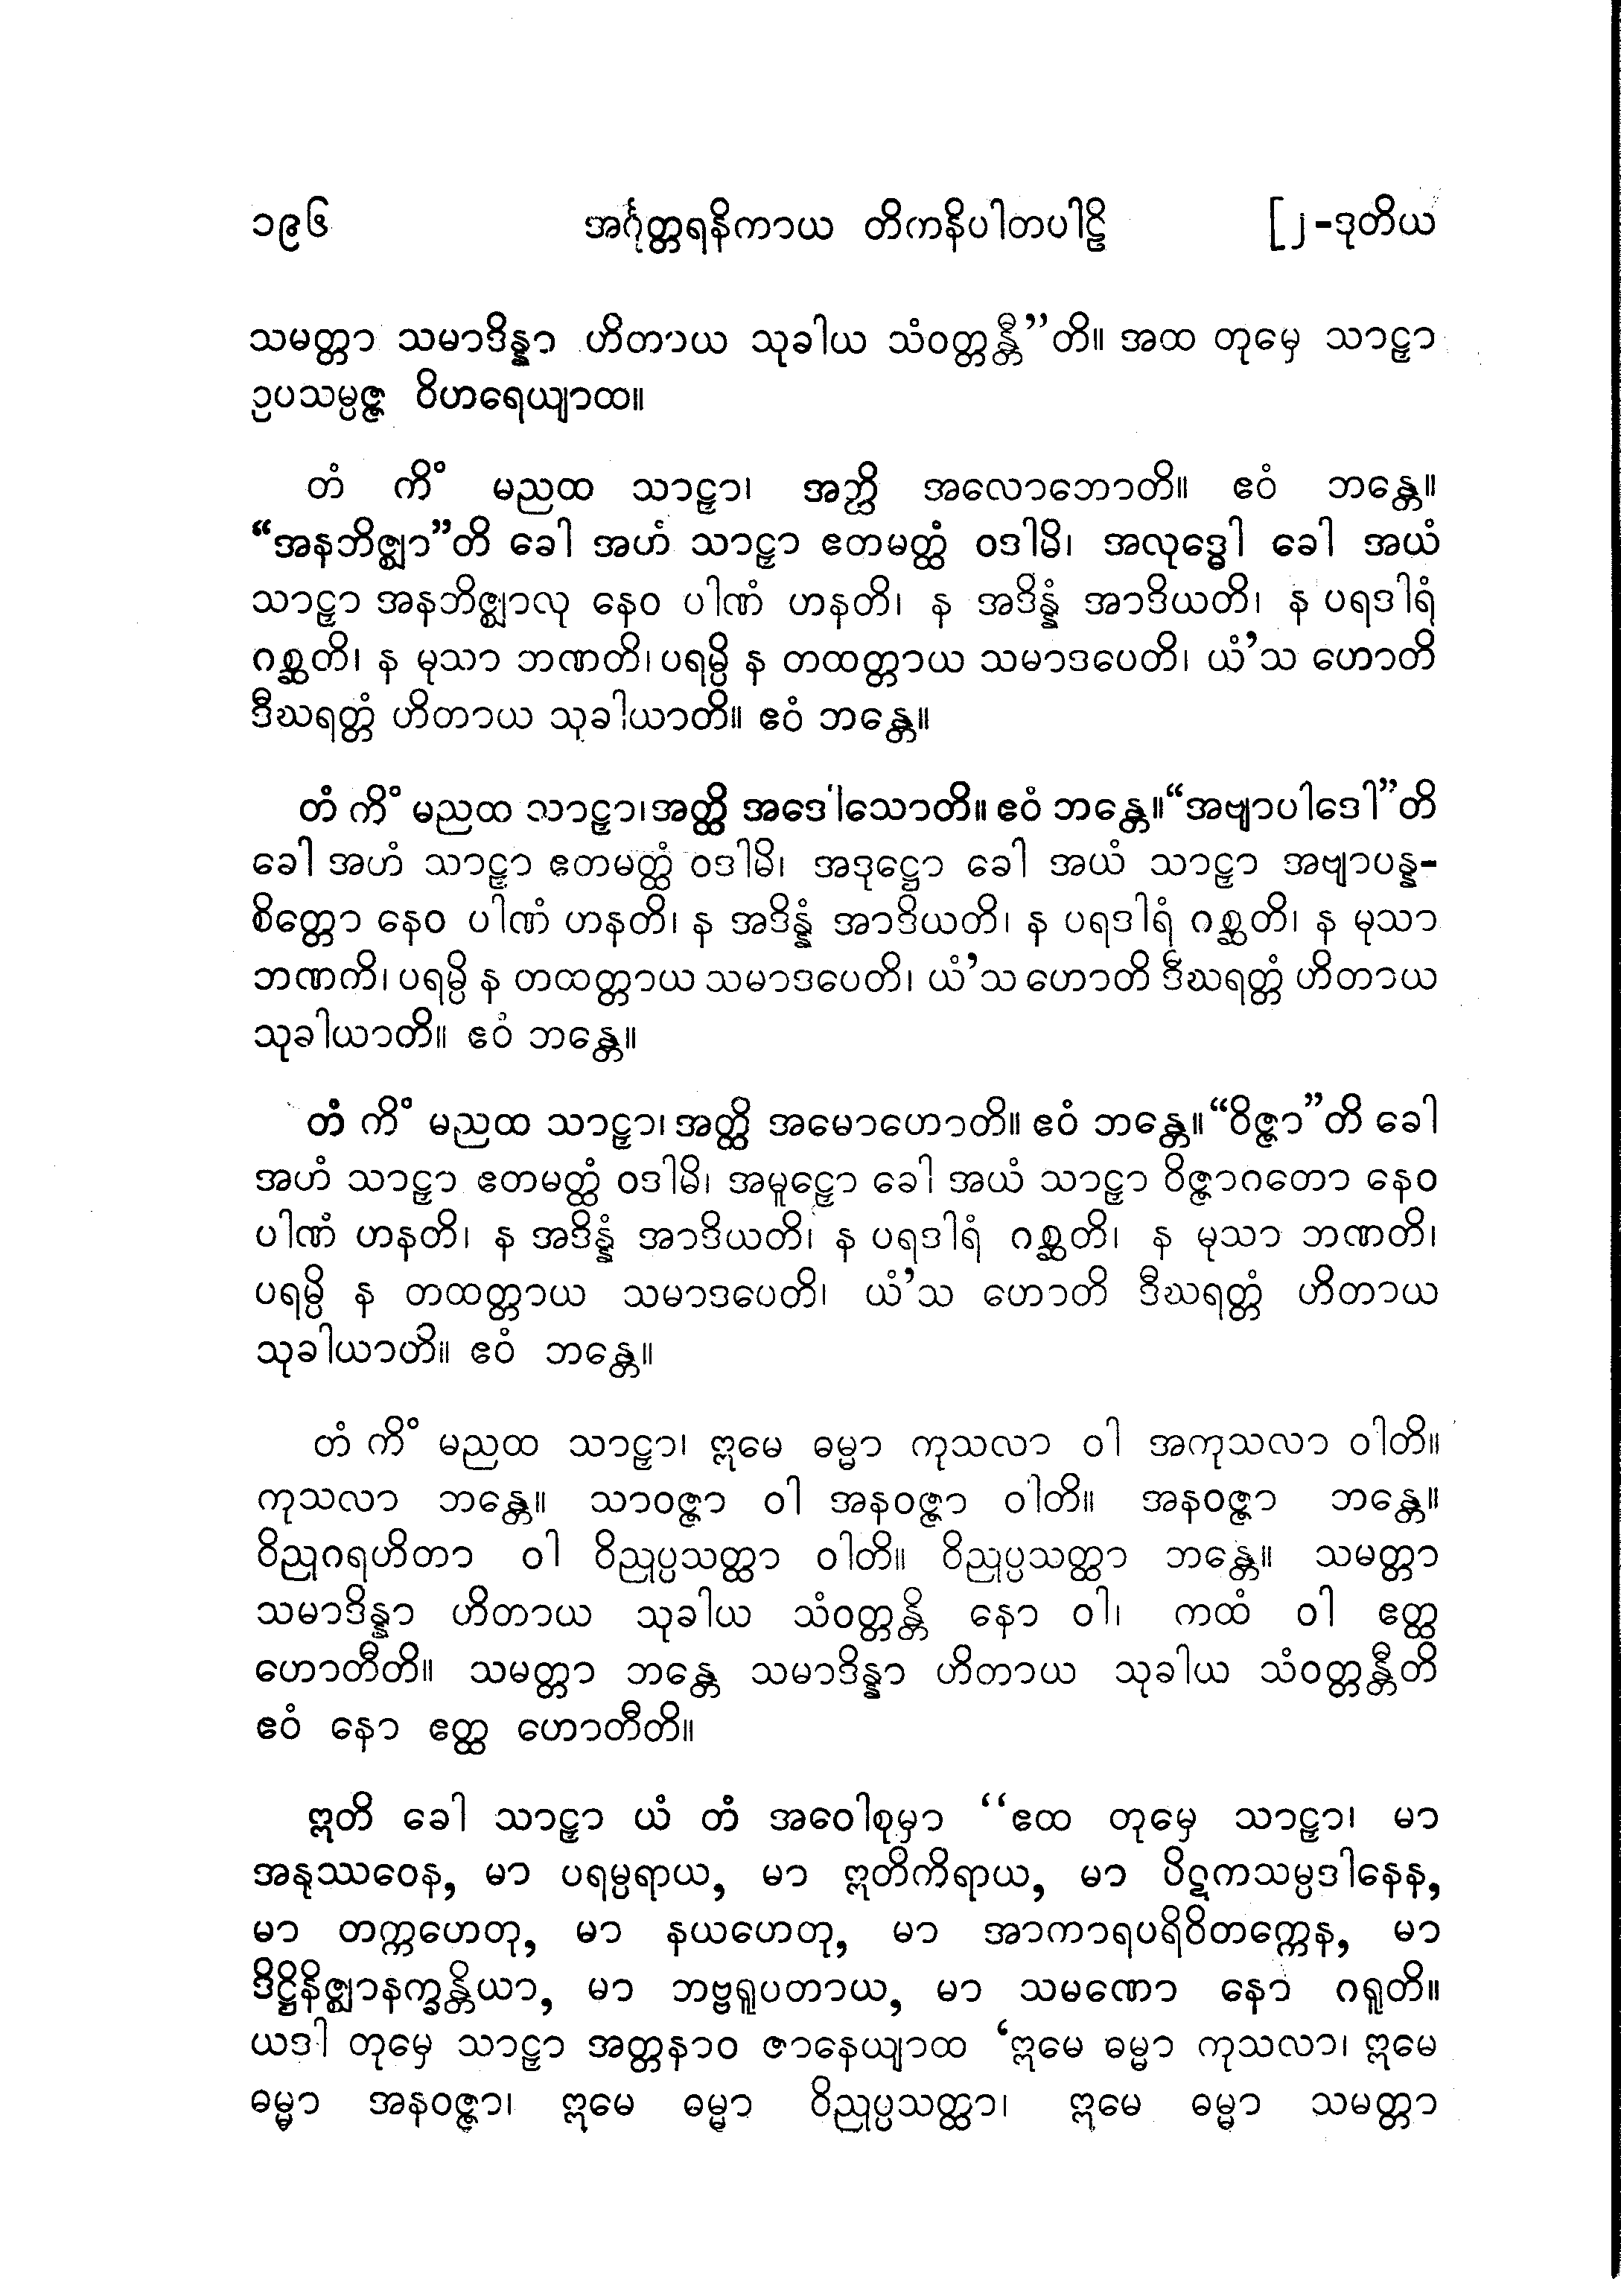 ၁၉၆ အင်္ဂုတ္တရနိကာယ တိကနိပါတပါဠိ [၂-ဒုတိယ
သမတ္တာ သမာဒိန္နာ ဟိတာယ သုခါယ သံဝတ္တန္တီ”တိ။ အထ တုမှေ သာဠှာ
ဥပသမ္ပဇ္ဇ ဝိဟရေယျာထ။
တံ ကိံ မညထ သာဠှာ၊ အတ္ထိ အလောဘောတိ။ ဧဝံ ဘန္တေ။
“အနဘိဇ္ဈာ”တိ ခေါ အဟံ သာဠှာ ဧတမတ္ထံ ဝဒါမိ၊ အလုဒ္ဓေါ ခေါ အယံ
သာဠှာ အနဘိဇ္ဈာလု နေဝ ပါဏံ ဟနတိ၊ န အဒိန္နံ အာဒိယတိ၊ န ပရဒါရံ
ဂစ္ဆတိ၊ န မုသာ ဘဏတိ၊ ပရမ္ပိ န တထတ္တာယ သမာဒပေတိ၊ ယံ’သ ဟောတိ
ဒီဃရတ္တံ ဟိတာယ သုခါယာတိ။ ဧဝံ ဘန္တေ။
တံ ကိံ မညထ သာဠှာ၊ အတ္ထိ အဒေါသောတိ။ ဧဝံ ဘန္တေ။ “အဗျာပါဒေါ”တိ
ခေါ အဟံ သာဠှာ ဧတမတ္ထံ ဝဒါမိ၊ အဒုဋ္ဌော ခေါ အယံ သာဠှာ အဗျာပန္န-
စိတ္တော နေဝ ပါဏံ ဟနတိ၊ န အဒိန္နံ အာဒိယတိ၊ န ပရဒါရံ ဂစ္ဆတိ၊ န မုသာ
ဘဏကိ၊ ပရမ္ပိ န တထတ္တာယ သမာဒပေတိ၊ ယံ’သ ဟောတိ ဒီဃရတ္တံ ဟိတာယ
သုခါယာတိ။ ဧဝံ ဘန္တေ။
တံ ကိံ မညထ သာဠှာ၊ အတ္ထိ အမောဟောတိ။ ဧဝံ ဘန္တေ။ “ဝိဇ္ဇာ”တိ ခေါ
အဟံ သာဠှာ ဧတမတ္ထံ ဝဒါမိ၊ အမူဠှော ခေါ အယံ သာဠှာ ဝိဇ္ဇာဂတော နေဝ
ပါဏံ ဟနတိ၊ န အဒိန္နံ အာဒိယတိ၊ န ပရဒါရံ ဂစ္ဆတိ၊ န မုသာ ဘဏတိ၊
ပရမ္ပိ န တထတ္တာယ သမာဒပေတိ၊ ယံ’သ ဟောတိ ဒီဃရတ္တံ ဟိတာယ
သုခါယာတိ။ ဧဝံ ဘန္တေ။
တံ ကိံ မညထ သာဠှာ၊ ဣမေ ဓမ္မာ ကုသလာ ဝါ အကုသလာ ဝါတိ။
ကုသလာ ဘန္တေ။ သာဝဇ္ဇာ ဝါ အနဝဇ္ဇာ ဝါတိ။ အနဝဇ္ဇာ ဘန္တေ။
ဝိညုဂရဟိတာ ဝါ ဝိညုပ္ပသတ္ထာ ဝါတိ။ ဝိညုပ္ပသတ္ထာ ဘန္တေ။ သမတ္တာ
သမာဒိန္နာ ဟိတာယ သုခါယ သံဝတ္တန္တိ နော ဝါ၊ ကထံ ဝါ ဧတ္ထ
ဟောတီတိ။ သမတ္တာ ဘန္တေ သမာဒိန္နာ ဟိတာယ သုခါယ သံဝတ္တန္တီတိ
ဧဝံ နော ဧတ္ထ ဟောတီတိ။
ဣတိ ခေါ သာဠှာ ယံ တံ အဝေါစုမှာ “ဧထ တုမှေ သာဠှာ၊ မာ
အနုဿဝေန, မာ ပရမ္ပရာယ, မာ ဣတိကိရာယ, မာ ပိဋကသမ္ပဒါနေန,
မာ တက္ကဟေတု, မာ နယဟေတု, မာ အာကာရပရိဝိတက္ကေန, မာ
ဒိဋ္ဌိနိဇ္ဈာနက္ခန္တိယာ, မာ ဘဗ္ဗရူပတာယ, မာ သမဏော နော ဂရူတိ။
ယဒါ တုမှေ သာဠှာ အတ္တနာဝ ဇာနေယျာထ ‘ဣမေ ဓမ္မာ ကုသလာ၊ ဣမေ
ဓမ္မာ အနဝဇ္ဇာ၊ ဣမေ ဓမ္မာ ဝိညုပ္ပသတ္ထာ၊ ဣမေ ဓမ္မာ သမတ္တာ